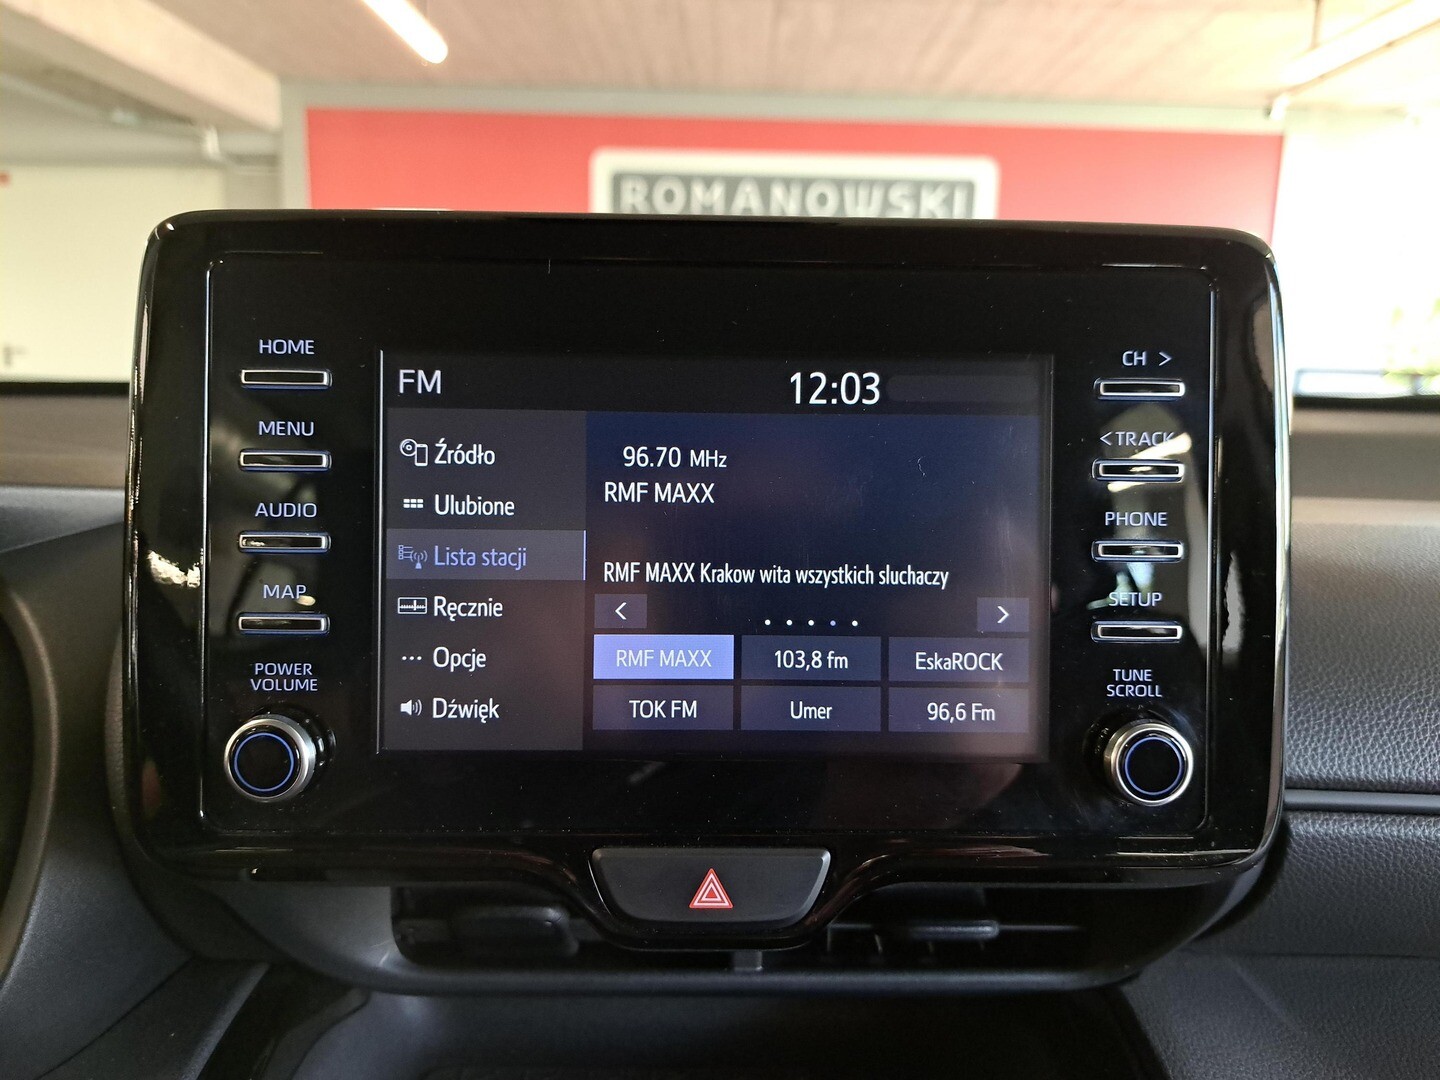 ROMANOWSKI
HOME
MENU
AUDIO
MAP
POWER
VOLUME
FM
12:03
Źródło
Ulubione
Lista stacji
Ręcznie
Opcje
Dźwięk
96.70 MHz
RMF MAXX
RMF MAXX Krakow wita wszystkich sluchaczy
< >
RMF MAXX 103,8 fm EskaROCK
TOK FM Umer 96,6 Fm
CH >
< TRACK
PHONE
SETUP
TUNE
SCROLL